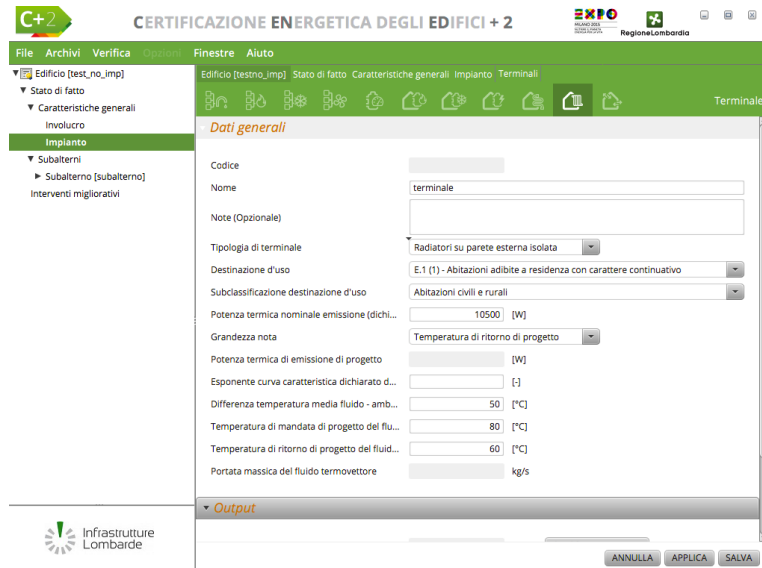 C+2
CERTIFICAZIONE ENERGETICA DEGLI EDIFICI + 2
EXPO
MILANO 2015
RegioneLombardia
File Archivi Verifica Opzioni Finestre Aiuto
Edificio [test_no_imp]
Stato di fatto
Caratteristiche generali
Involucro
Impianto
Subalterni
Subalterno [subalterno]
Interventi migliorativi
Edificio [testno_imp] Stato di fatto Caratteristiche generali Impianto Terminali
Terminale
Dati generali
Codice
Nome terminale
Note (Opzionale)
Tipologia di terminale Radiatori su parete esterna isolata
Destinazione d'uso E.1 (1) - Abitazioni adibite a residenza con carattere continuativo
Subclassificazione destinazione d'uso Abitazioni civili e rurali
Potenza termica nominale emissione (dichi... 10500 [W]
Grandezza nota Temperatura di ritorno di progetto
Potenza termica di emissione di progetto [W]
Esponente curva caratteristica dichiarato d... [-]
Differenza temperatura media fluido - amb... 50 [°C]
Temperatura di mandata di progetto del flu... 80 [°C]
Temperatura di ritorno di progetto del fluid... 60 [°C]
Portata massica del fluido termovettore kg/s
Output
Infrastrutture
Lombarde
ANNULLA APPLICA SALVA